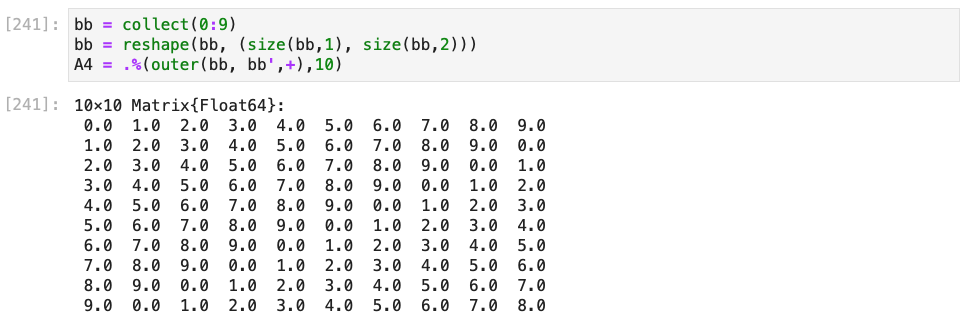 [241]: bb = collect(0:9)
bb = reshape(bb, (size(bb,1), size(bb,2)))
A4 = .%(outer(bb, bb',+),10)
[241]: 10×10 Matrix{Float64}:
0.0 1.0 2.0 3.0 4.0 5.0 6.0 7.0 8.0 9.0
1.0 2.0 3.0 4.0 5.0 6.0 7.0 8.0 9.0 0.0
2.0 3.0 4.0 5.0 6.0 7.0 8.0 9.0 0.0 1.0
3.0 4.0 5.0 6.0 7.0 8.0 9.0 0.0 1.0 2.0
4.0 5.0 6.0 7.0 8.0 9.0 0.0 1.0 2.0 3.0
5.0 6.0 7.0 8.0 9.0 0.0 1.0 2.0 3.0 4.0
6.0 7.0 8.0 9.0 0.0 1.0 2.0 3.0 4.0 5.0
7.0 8.0 9.0 0.0 1.0 2.0 3.0 4.0 5.0 6.0
8.0 9.0 0.0 1.0 2.0 3.0 4.0 5.0 6.0 7.0
9.0 0.0 1.0 2.0 3.0 4.0 5.0 6.0 7.0 8.0